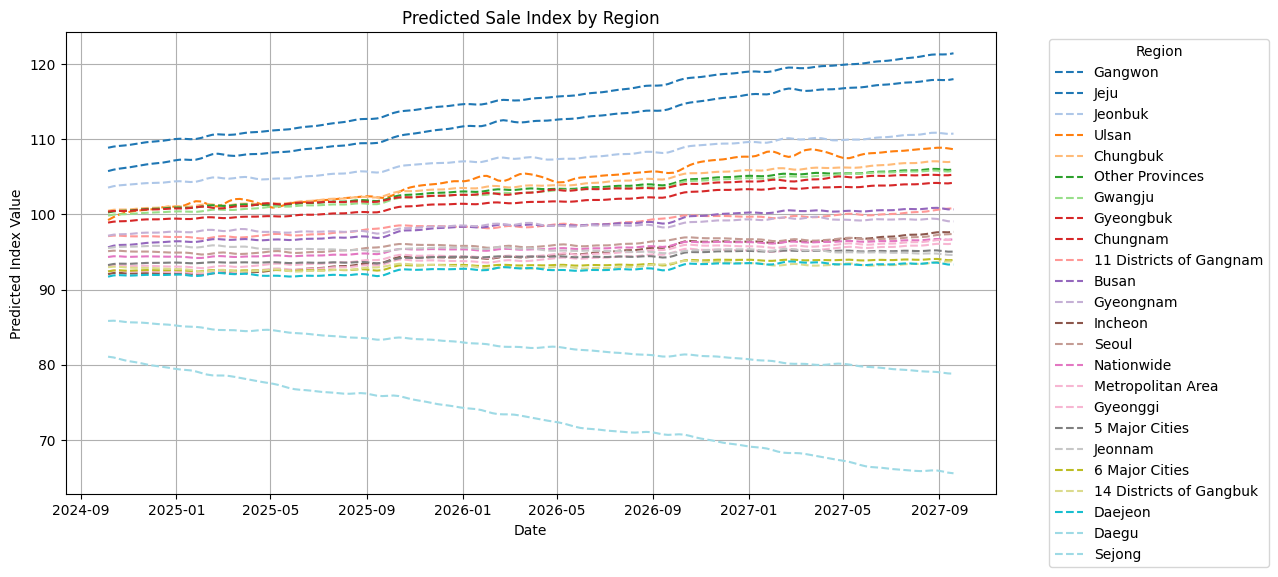 Predicted Sale Index by Region
Predicted Index Value
120
110
100
90
80
70
2024-09
2025-01
2025-05
2025-09
2026-01
2026-05
2026-09
2027-01
2027-05
2027-09
Date
Region
Gangwon
Jeju
Jeonbuk
Ulsan
Chungbuk
Other Provinces
Gwangju
Gyeongbuk
Chungnam
11 Districts of Gangnam
Busan
Gyeongnam
Incheon
Seoul
Nationwide
Metropolitan Area
Gyeonggi
5 Major Cities
Jeonnam
6 Major Cities
14 Districts of Gangbuk
Daejeon
Daegu
Sejong